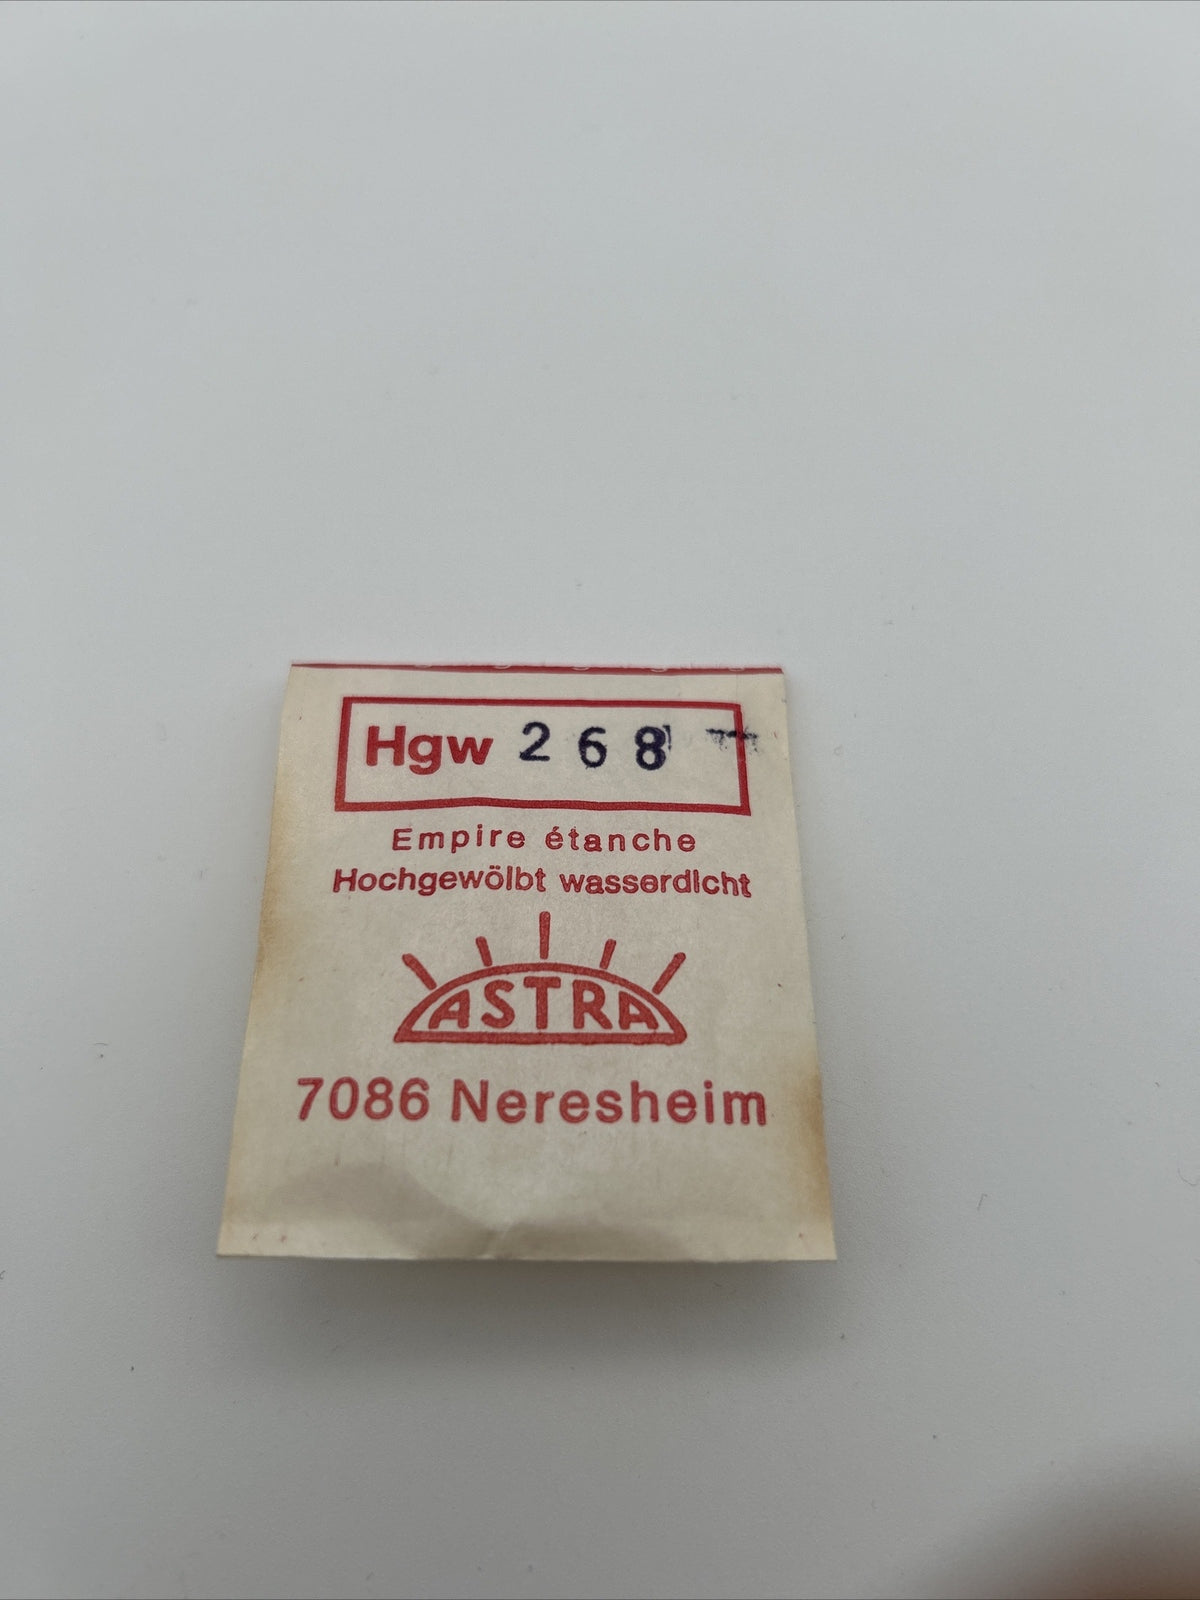 Hgw 268
Empire étanche
Hochgewölbt wasserdicht
ASTRA
7086 Neresheim